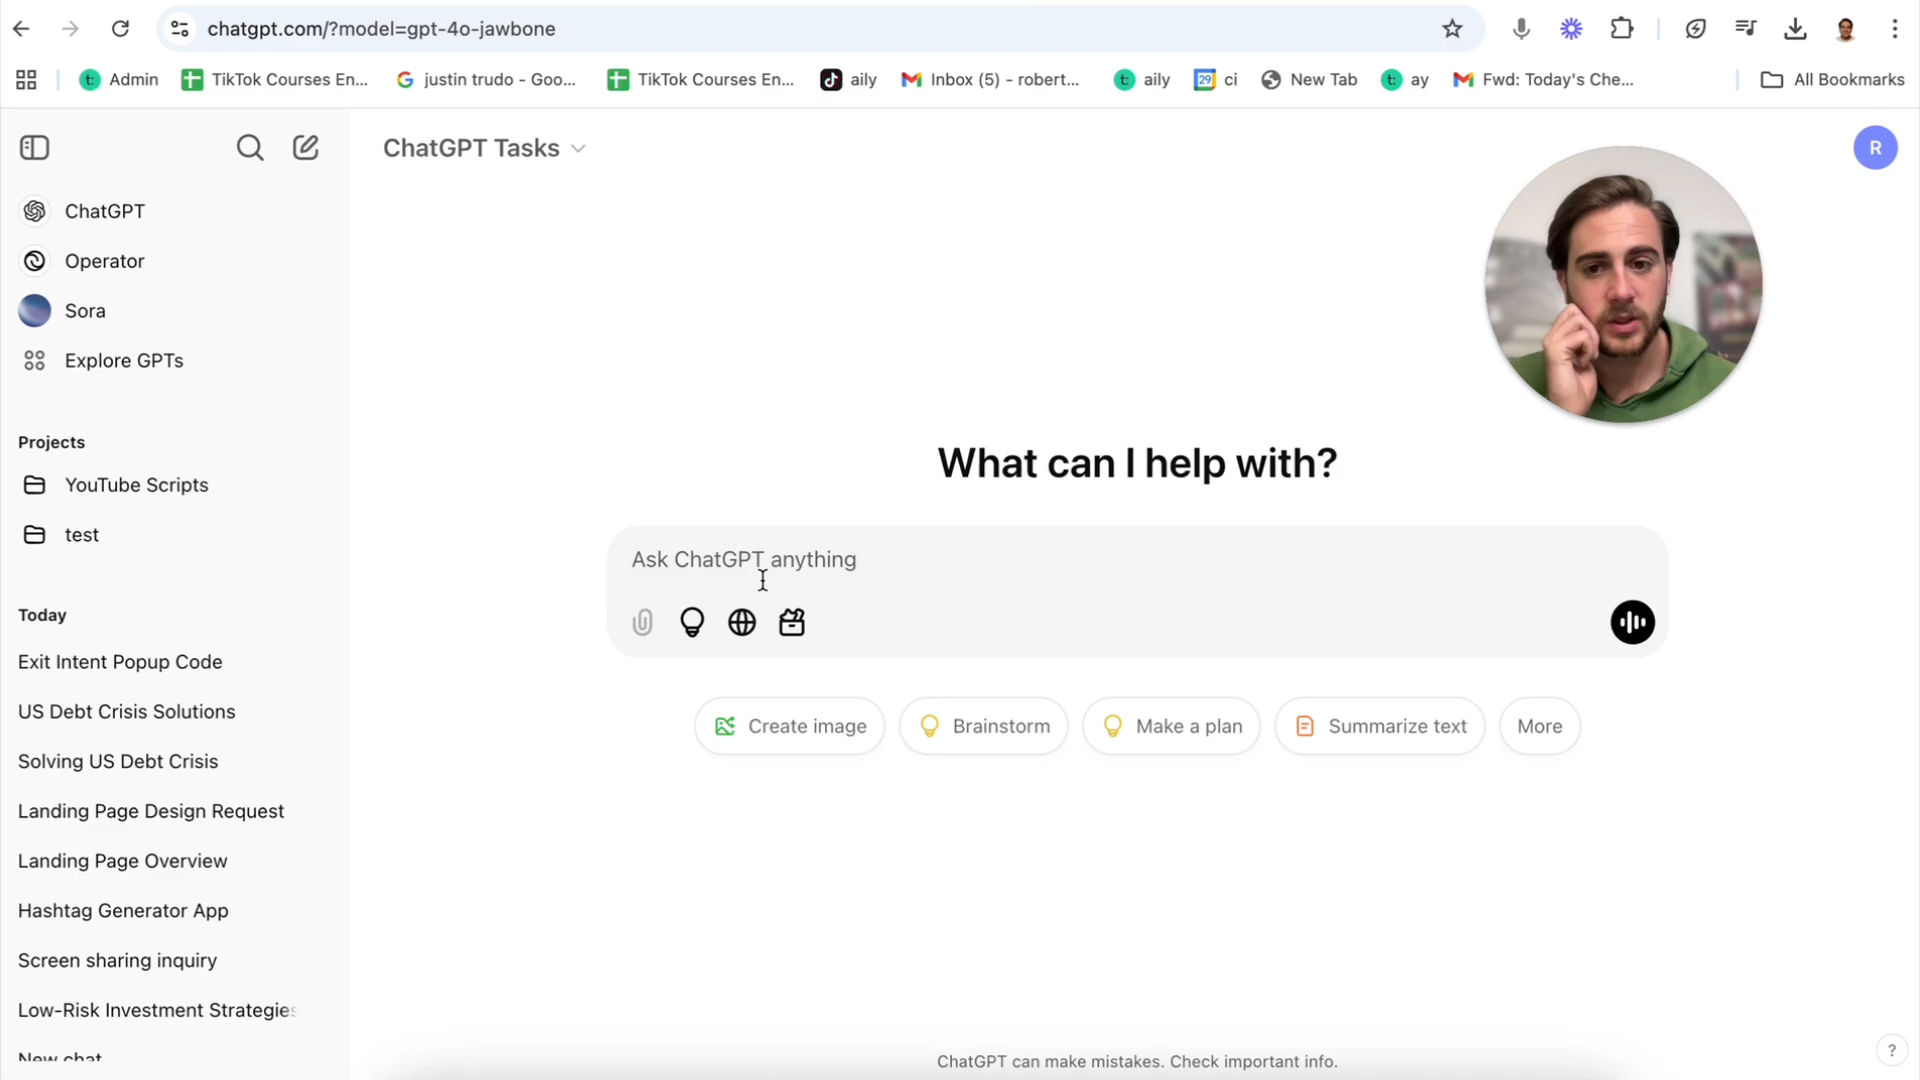 chatgpt.com/?model=gpt-4o-jawbone
Admin
TikTok Courses En...
justin trudo - Goo...
TikTok Courses En...
aily
Inbox (5) - robert...
aily
29
ci
New Tab
ay
Fwd: Today's Che...
All Bookmarks
ChatGPT Tasks
R
ChatGPT
Operator
Sora
Explore GPTs
Projects
YouTube Scripts
test
Today
Exit Intent Popup Code
US Debt Crisis Solutions
Solving US Debt Crisis
Landing Page Design Request
Landing Page Overview
Hashtag Generator App
Screen sharing inquiry
Low-Risk Investment Strategies
New chat
What can I help with?
Ask ChatGPT anything
Create image
Brainstorm
Make a plan
Summarize text
More
ChatGPT can make mistakes. Check important info.
?